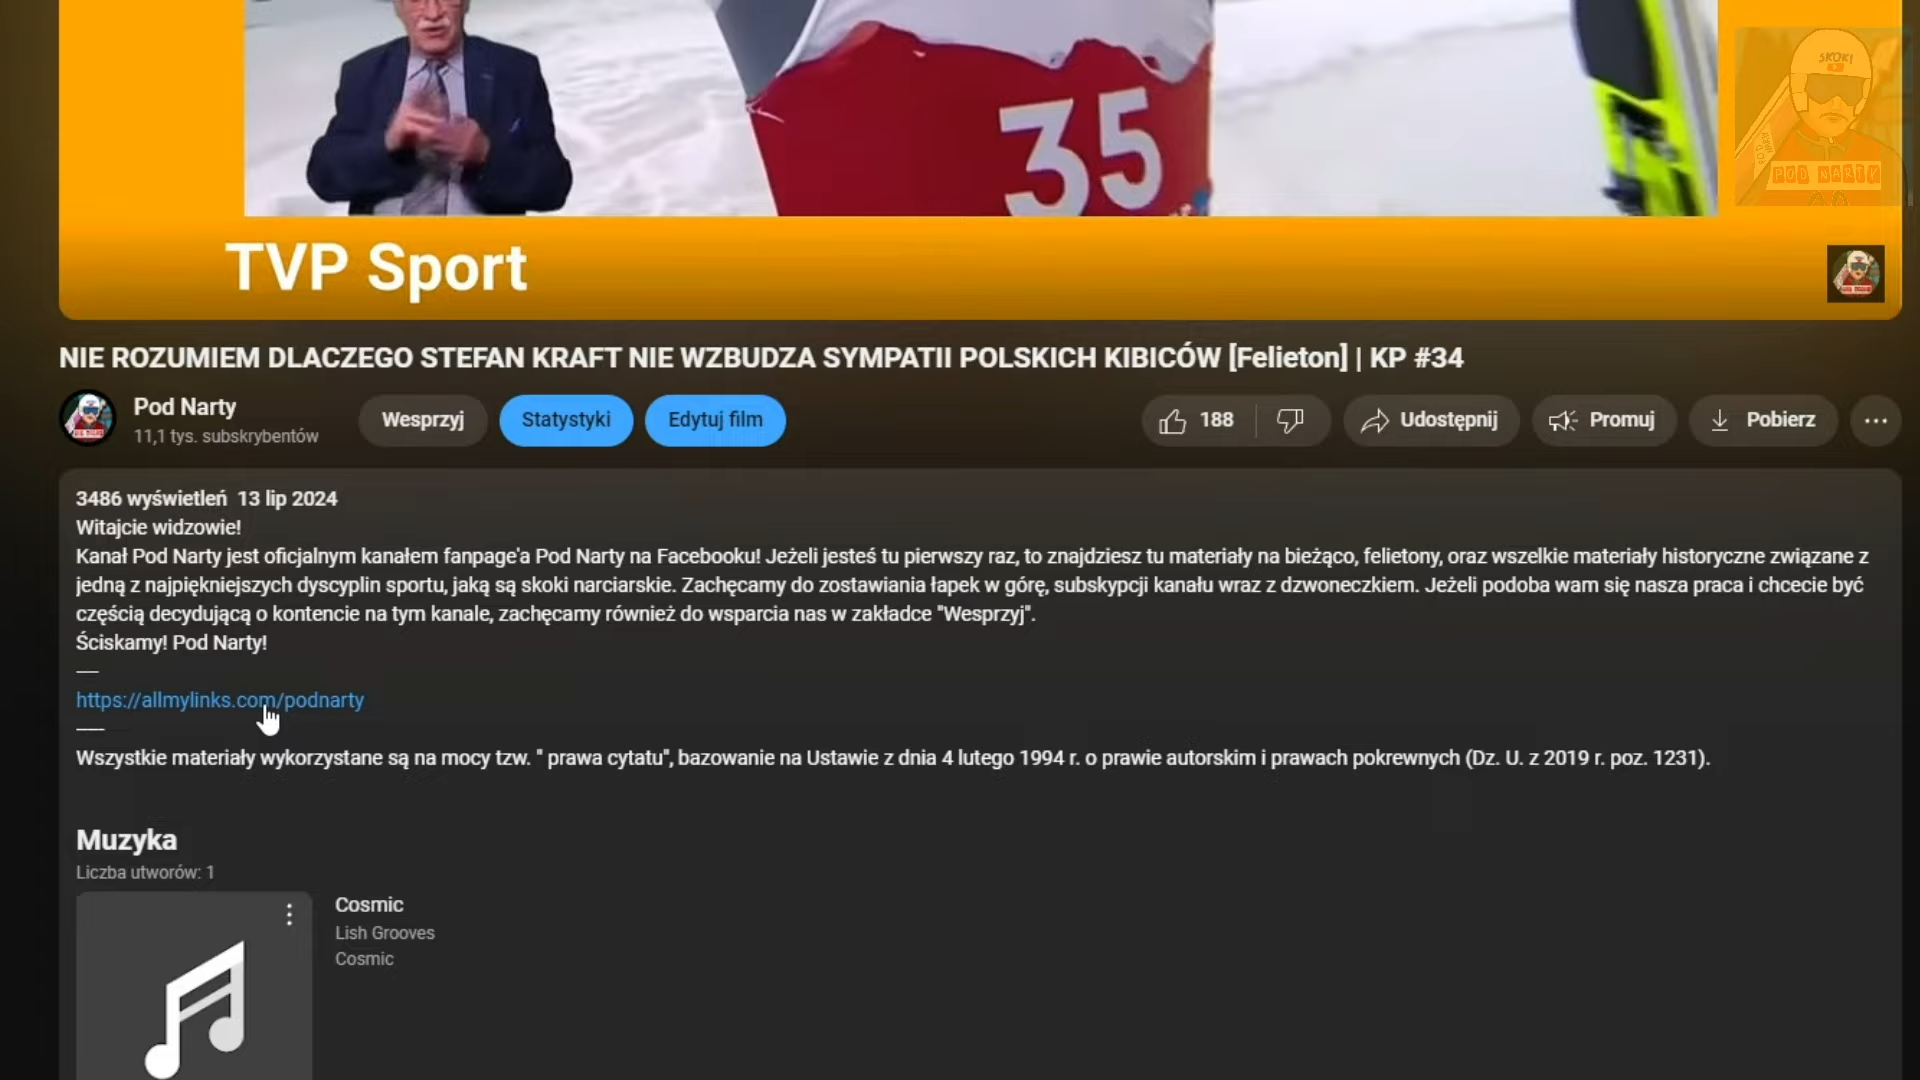 SKOKI
POD NARTY
35
TVP Sport
NIE ROZUMIEM DLACZEGO STEFAN KRAFT NIE WZBUDZA SYMPATII POLSKICH KIBICÓW [Felieton] | KP #34
Pod Narty
11,1 tys. subskrybentów
Wesprzyj
Statystyki
Edytuj film
188
Udostępnij
Promuj
Pobierz
3486 wyświetleń 13 lip 2024
Witajcie widzowie!
Kanał Pod Narty jest oficjalnym kanałem fanpage'a Pod Narty na Facebooku! Jeżeli jesteś tu pierwszy raz, to znajdziesz tu materiały na bieżąco, felietony, oraz wszelkie materiały historyczne związane z
jedną z najpiękniejszych dyscyplin sportu, jaką są skoki narciarskie. Zachęcamy do zostawiania łapek w górę, subskypcji kanału wraz z dzwoneczkiem. Jeżeli podoba wam się nasza praca i chcecie być
częścią decydującą o kontencie na tym kanale, zachęcamy również do wsparcia nas w zakładce "Wesprzyj".
Ściskamy! Pod Narty!
__
https://allmylinks.com/podnarty
___
Wszystkie materiały wykorzystane są na mocy tzw. " prawa cytatu", bazowanie na Ustawie z dnia 4 lutego 1994 r. o prawie autorskim i prawach pokrewnych (Dz. U. z 2019 r. poz. 1231).
Muzyka
Liczba utworów: 1
Cosmic
Lish Grooves
Cosmic